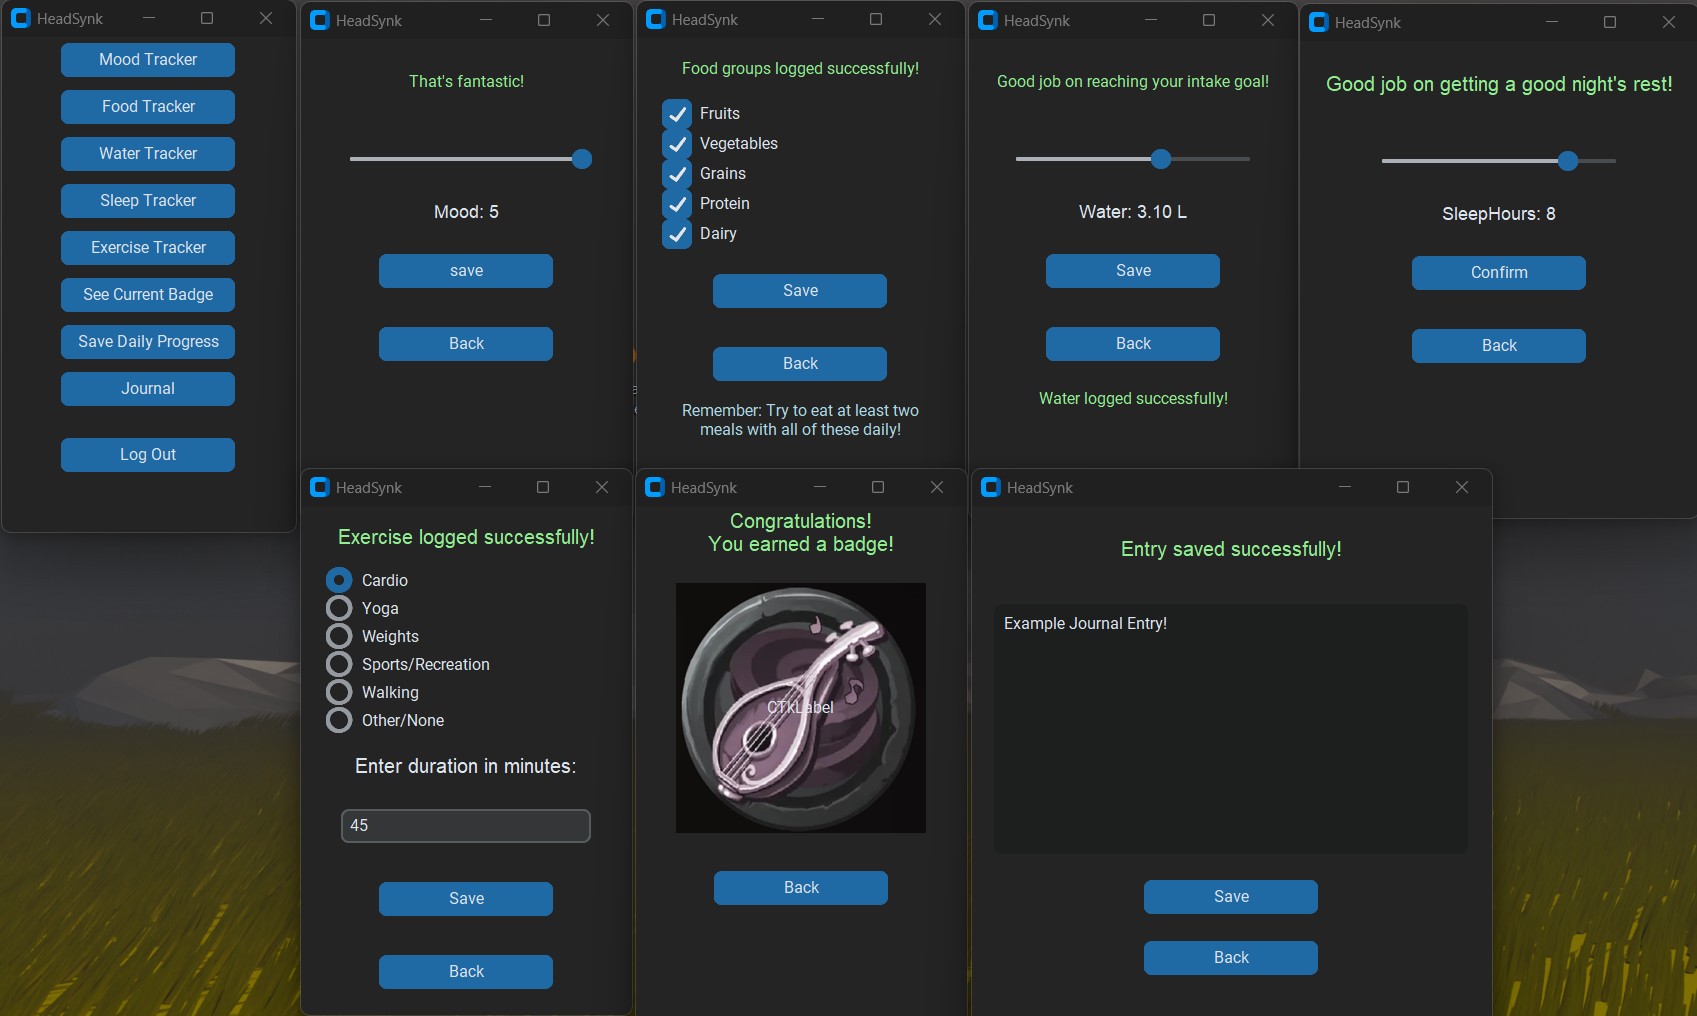 HeadSynk
Mood Tracker
Food Tracker
Water Tracker
Sleep Tracker
Exercise Tracker
See Current Badge
Save Daily Progress
Journal
Log Out
HeadSynk
That's fantastic!
Mood: 5
save
Back
HeadSynk
Food groups logged successfully!
Fruits
Vegetables
Grains
Protein
Dairy
Save
Back
Remember: Try to eat at least two
meals with all of these daily!
HeadSynk
Good job on reaching your intake goal!
Water: 3.10 L
Save
Back
Water logged successfully!
HeadSynk
Good job on getting a good night's rest!
SleepHours: 8
Confirm
Back
HeadSynk
Exercise logged successfully!
Cardio
Yoga
Weights
Sports/Recreation
Walking
Other/None
Enter duration in minutes:
45
Save
Back
HeadSynk
Congratulations!
You earned a badge!
CTkLabel
Back
HeadSynk
Entry saved successfully!
Example Journal Entry!
Save
Back